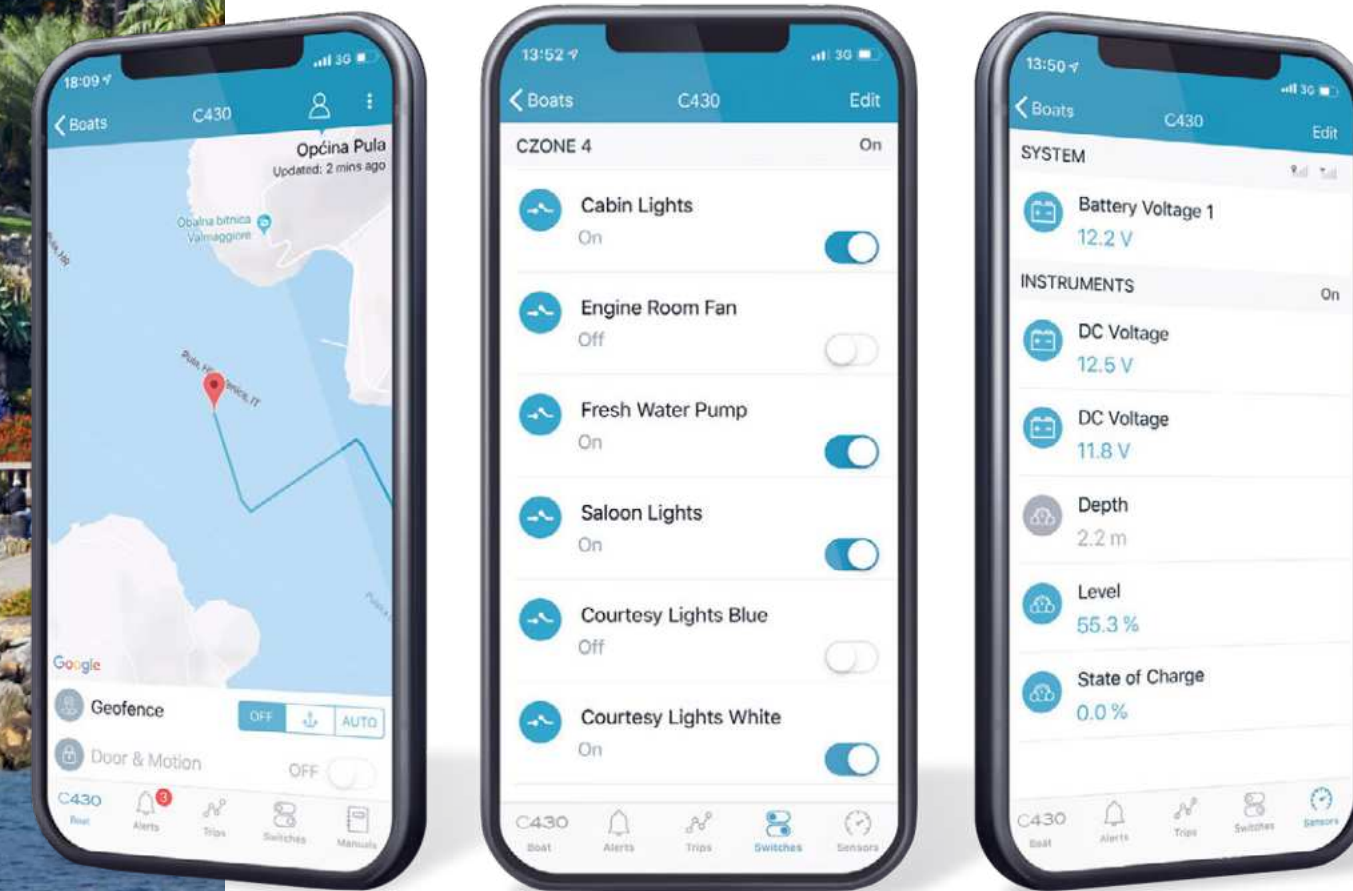 18:09
3G
Boats
C430
Općina Pula
Updated: 2 mins ago
Obalna bitnica
Valmaggiore
Google
Geofence
OFF
AUTO
Door & Motion
OFF
C430
3
Boat
Alerts
Trips
Switches
Manuals
13:52
3G
Boats
C430
Edit
CZONE 4
On
Cabin Lights
On
Engine Room Fan
Off
Fresh Water Pump
On
Saloon Lights
On
Courtesy Lights Blue
Off
Courtesy Lights White
On
C430
Boat
Alerts
Trips
Switches
Sensors
13:50
3G
Boats
C430
Edit
SYSTEM
Battery Voltage 1
12.2 V
INSTRUMENTS
On
DC Voltage
12.5 V
DC Voltage
11.8 V
Depth
2.2 m
Level
55.3 %
State of Charge
0.0 %
C430
Boat
Alerts
Trips
Switches
Sensors